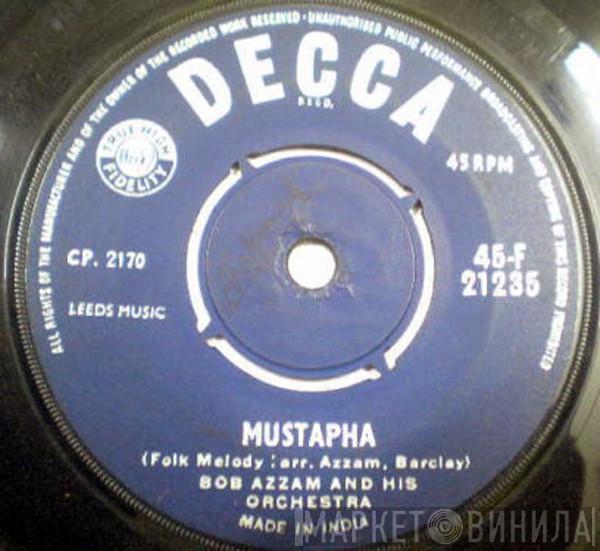 ALL RIGHTS OF THE MANUFACTURER AND OF THE OWNER OF THE RECORDED WORK RESERVED · UNAUTHORISED PUBLIC PERFORMANCE BROADCASTING AND COPYING OF THIS RECORD PROHIBITED
DECCA
REGD.
TRUE HIGH
FIDELITY
45 RPM
CP. 2170
45-F
21235
LEEDS MUSIC
MUSTAPHA
(Folk Melody : arr. Azzam, Barclay)
BOB AZZAM AND HIS
ORCHESTRA
MADE IN INDIA
МАРКЕТ ВИНИЛА